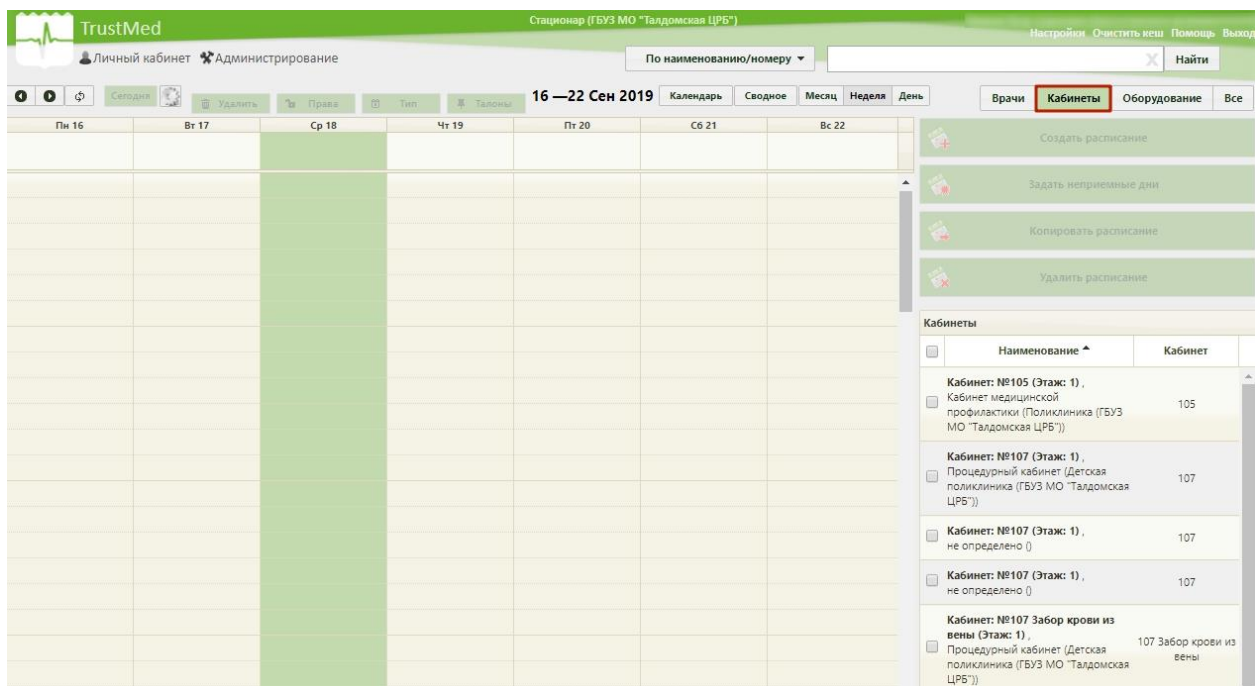 TrustMed
Стационар (ГБУЗ МО "Талдомская ЦРБ")
Настройки Очистить кеш Помощь Выход
Личный кабинет Администрирование
По наименованию/номеру
X Найти
Сегодня Удалить Права Тип Талоны
16 —22 Сен 2019 Календарь Сводное Месяц Неделя День
Врачи Кабинеты Оборудование Все
Пн 16 Вт 17 Ср 18 Чт 19 Пт 20 Сб 21 Вс 22
Создать расписание
Задать неприемные дни
Копировать расписание
Удалить расписание
Кабинеты
Наименование Кабинет
Кабинет: №105 (Этаж: 1) ,
Кабинет медицинской
профилактики (Поликлиника (ГБУЗ
МО "Талдомская ЦРБ"))
105
Кабинет: №107 (Этаж: 1) ,
Процедурный кабинет (Детская
поликлиника (ГБУЗ МО "Талдомская
ЦРБ"))
107
Кабинет: №107 (Этаж: 1) ,
не определено ()
107
Кабинет: №107 (Этаж: 1) ,
не определено ()
107
Кабинет: №107 Забор крови из
вены (Этаж: 1) ,
Процедурный кабинет (Детская
поликлиника (ГБУЗ МО "Талдомская
ЦРБ"))
107 Забор крови из
вены